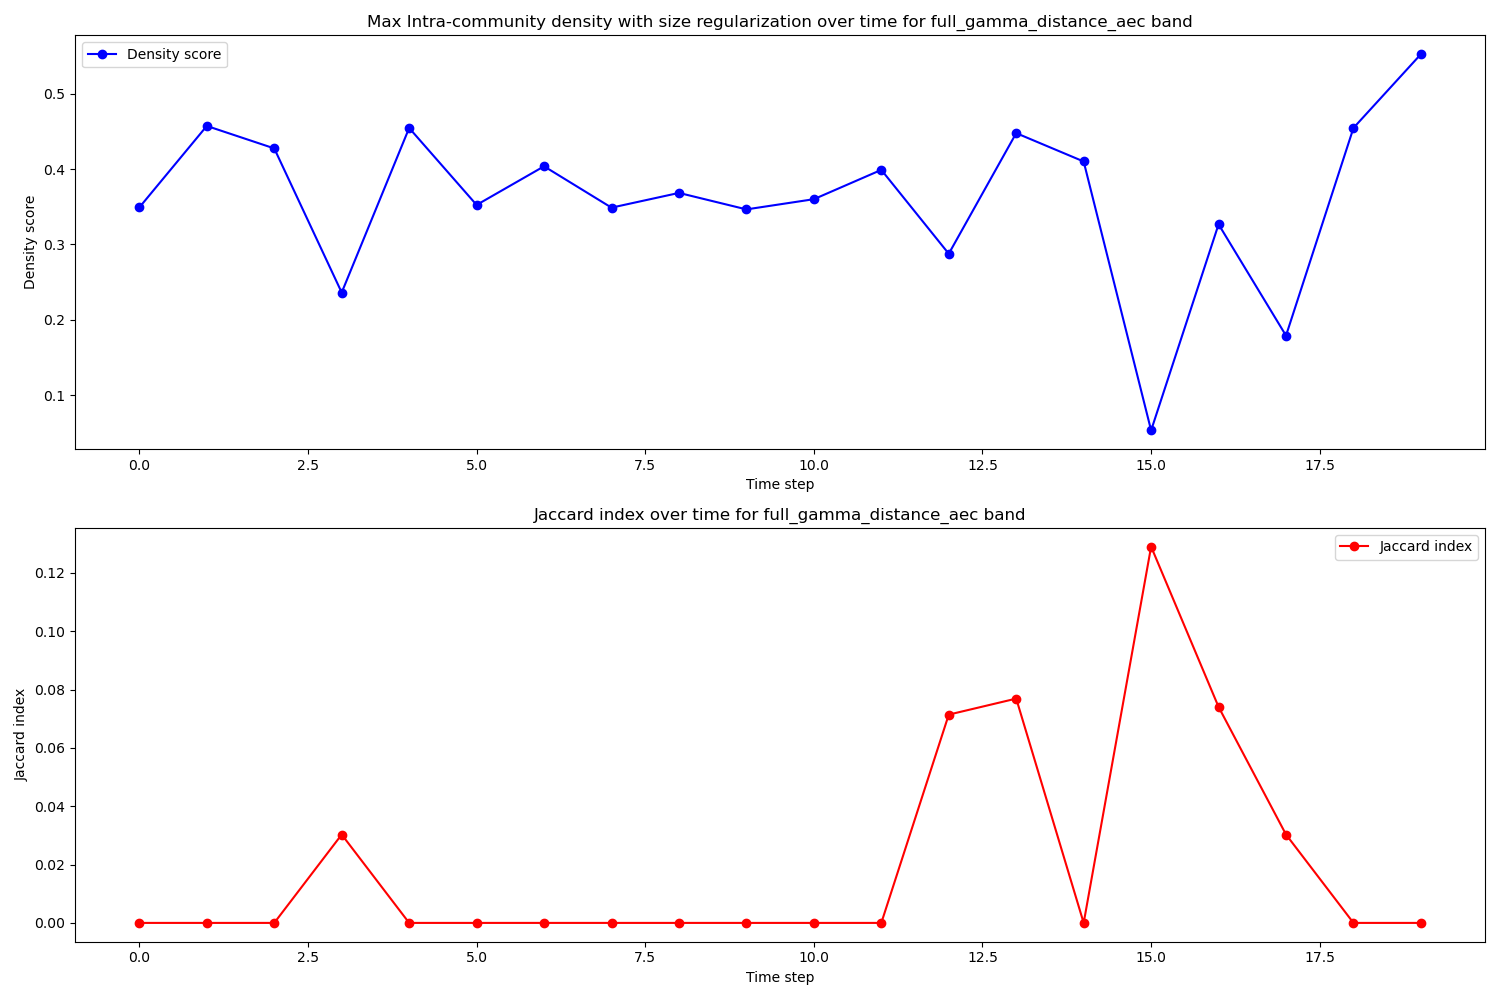 Max Intra-community density with size regularization over time for full_gamma_distance_aec band
Density score
Density score
0.5
0.4
0.3
0.2
0.1
0.0 2.5 5.0 7.5 10.0 12.5 15.0 17.5
Time step
Jaccard index over time for full_gamma_distance_aec band
Jaccard index
Jaccard index
0.12
0.10
0.08
0.06
0.04
0.02
0.00
0.0 2.5 5.0 7.5 10.0 12.5 15.0 17.5
Time step